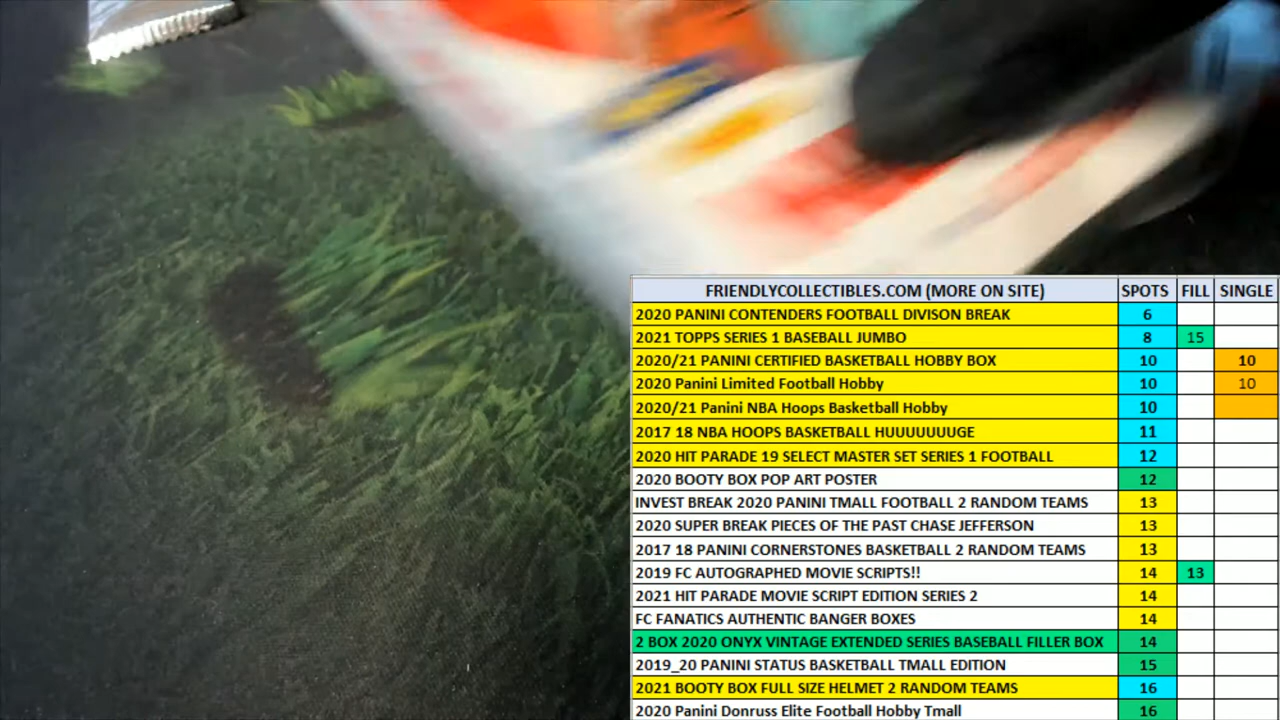 FRIENDLYCOLLECTIBLES.COM (MORE ON SITE) SPOTS FILL SINGLE
2020 PANINI CONTENDERS FOOTBALL DIVISON BREAK 6
2021 TOPPS SERIES 1 BASEBALL JUMBO 8 15
2020/21 PANINI CERTIFIED BASKETBALL HOBBY BOX 10 10
2020 Panini Limited Football Hobby 10 10
2020/21 Panini NBA Hoops Basketball Hobby 10
2017 18 NBA HOOPS BASKETBALL HUUUUUUUGE 11
2020 HIT PARADE 19 SELECT MASTER SET SERIES 1 FOOTBALL 12
2020 BOOTY BOX POP ART POSTER 12
INVEST BREAK 2020 PANINI TMALL FOOTBALL 2 RANDOM TEAMS 13
2020 SUPER BREAK PIECES OF THE PAST CHASE JEFFERSON 13
2017 18 PANINI CORNERSTONES BASKETBALL 2 RANDOM TEAMS 13
2019 FC AUTOGRAPHED MOVIE SCRIPTS!! 14 13
2021 HIT PARADE MOVIE SCRIPT EDITION SERIES 2 14
FC FANATICS AUTHENTIC BANGER BOXES 14
2 BOX 2020 ONYX VINTAGE EXTENDED SERIES BASEBALL FILLER BOX 14
2019_20 PANINI STATUS BASKETBALL TMALL EDITION 15
2021 BOOTY BOX FULL SIZE HELMET 2 RANDOM TEAMS 16
2020 Panini Donruss Elite Football Hobby Tmall 16